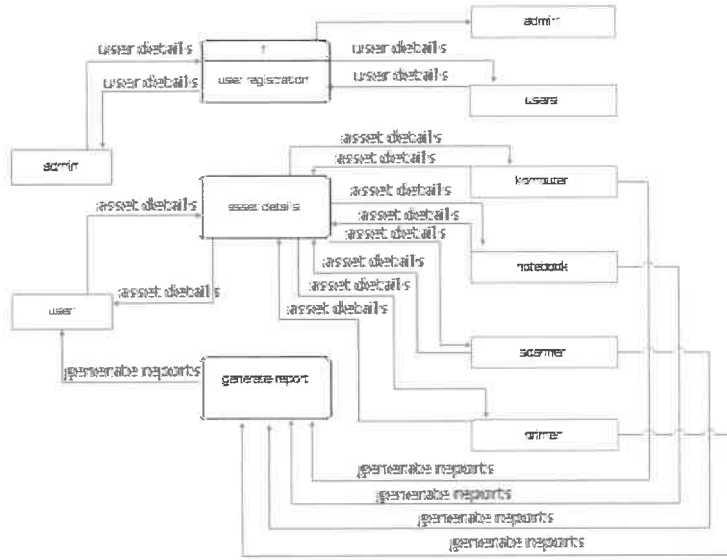 admin
user details
1
user details
user details
user registration
user details
users
asset details
asset details
admin
komputer
asset details
asset details
asset details
asset details
asset details
notebook
asset details
asset details
asset details
user
asset details
scanner
generate reports
generate report
printer
generate reports
generate reports
generate reports
generate reports